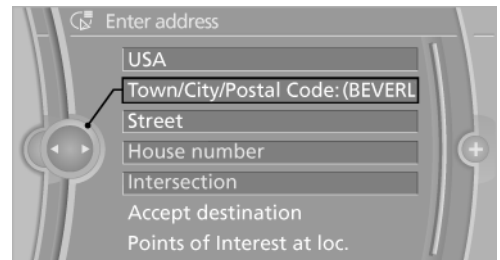 Enter address
USA
Town/City/Postal Code: (BEVERL
Street
House number
Intersection
Accept destination
Points of Interest at loc.